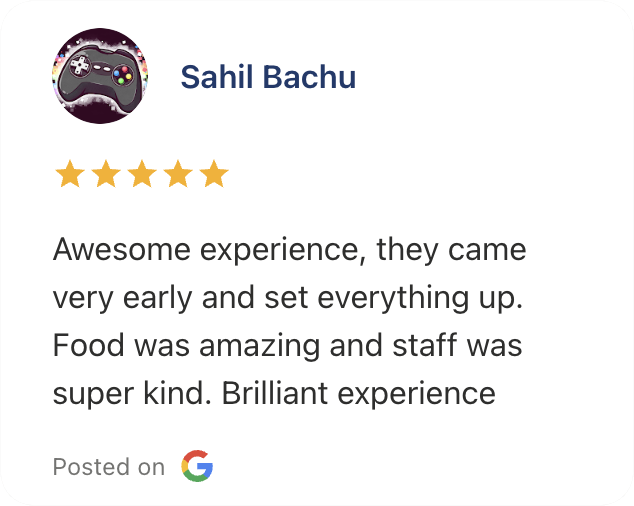 Sahil Bachu
Awesome experience, they came
very early and set everything up.
Food was amazing and staff was
super kind. Brilliant experience
Posted on